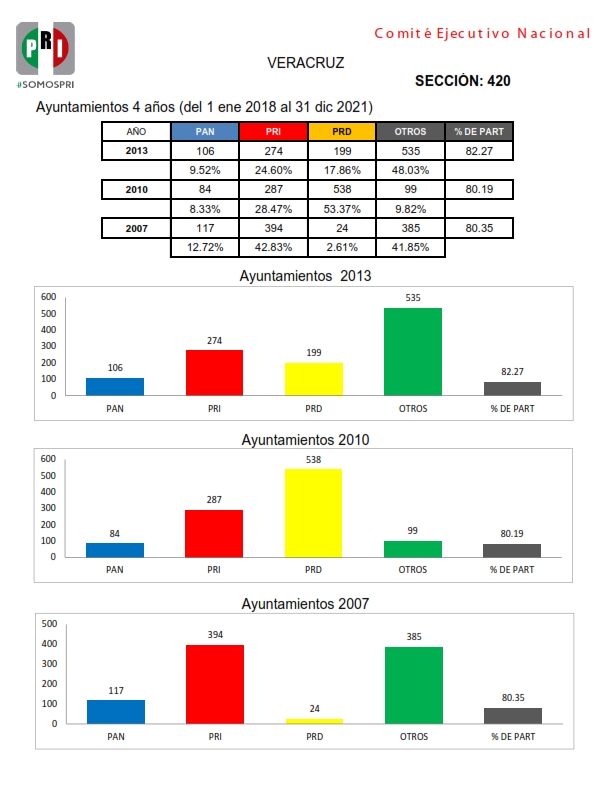 Comité Ejecutivo Nacional
PRI
#SOMOSPRI
VERACRUZ
SECCIÓN: 420
Ayuntamientos 4 años (del 1 ene 2018 al 31 dic 2021)
AÑO PAN PRI PRD OTROS % DE PART
2013 106 274 199 535 82.27
9.52% 24.60% 17.86% 48.03%
2010 84 287 538 99 80.19
8.33% 28.47% 53.37% 9.82%
2007 117 394 24 385 80.35
12.72% 42.83% 2.61% 41.85%
Ayuntamientos 2013
600
500
400
300
200
100
0
106 274 199 535 82.27
PAN PRI PRD OTROS % DE PART
Ayuntamientos 2010
600
500
400
300
200
100
0
84 287 538 99 80.19
PAN PRI PRD OTROS % DE PART
Ayuntamientos 2007
500
400
300
200
100
0
117 394 24 385 80.35
PAN PRI PRD OTROS % DE PART